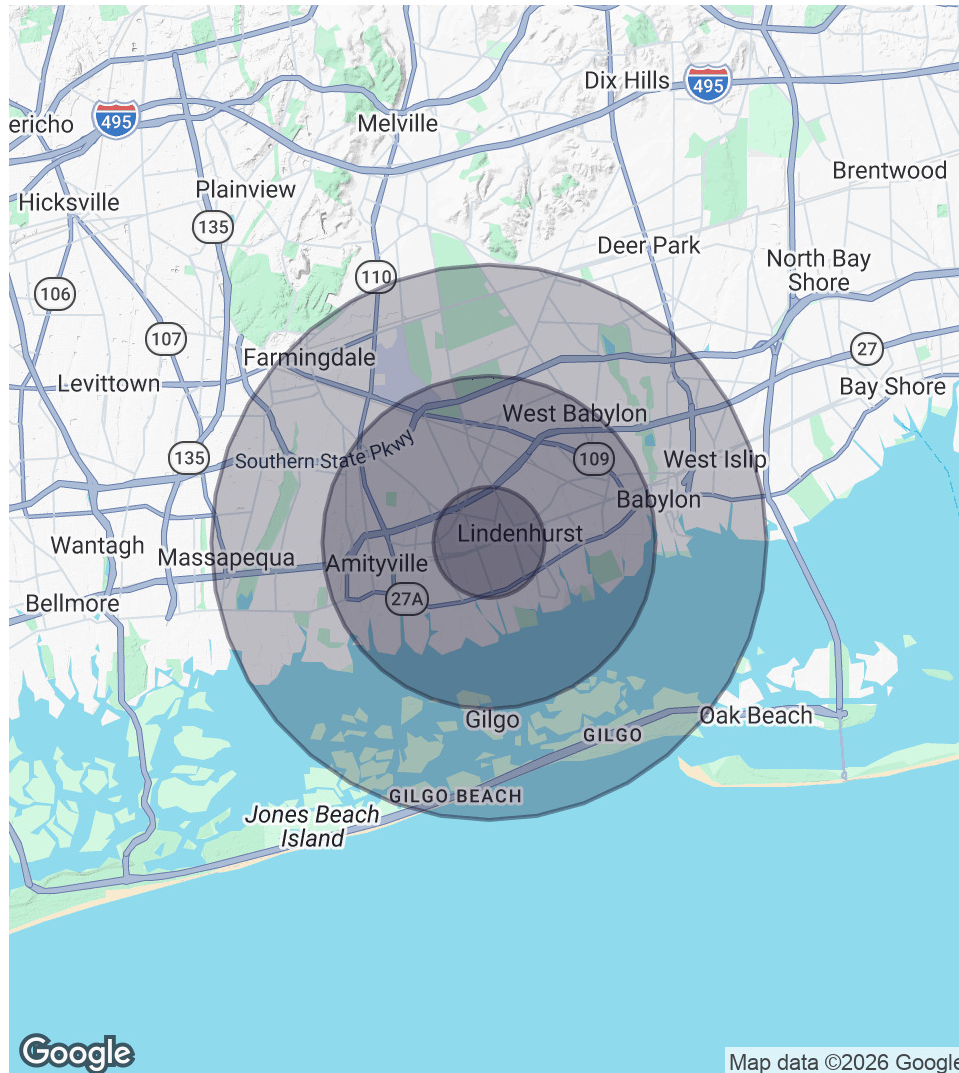 Dix Hills
495
495
ericho
Melville
Brentwood
Plainview
Hicksville
135
Deer Park
North Bay
Shore
110
106
107
27
Farmingdale
Levittown
Bay Shore
West Babylon
Southern State Pkwy
135
109
West Islip
Babylon
Lindenhurst
Wantagh
Massapequa
Amityville
27A
Bellmore
Gilgo
Oak Beach
GILGO
GILGO BEACH
Jones Beach
Island
Google
Map data ©2026 Google